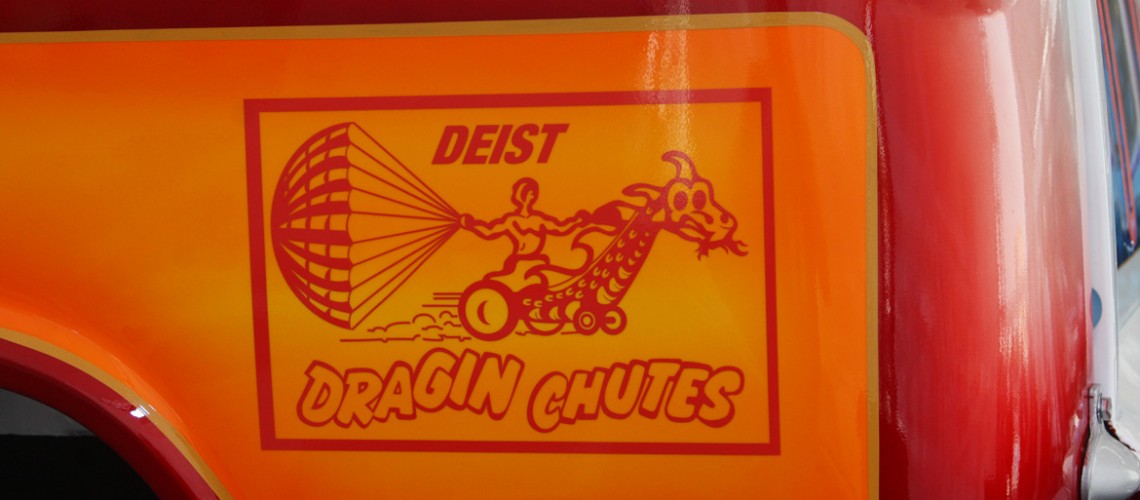 DEIST
DRAGIN CHUTES